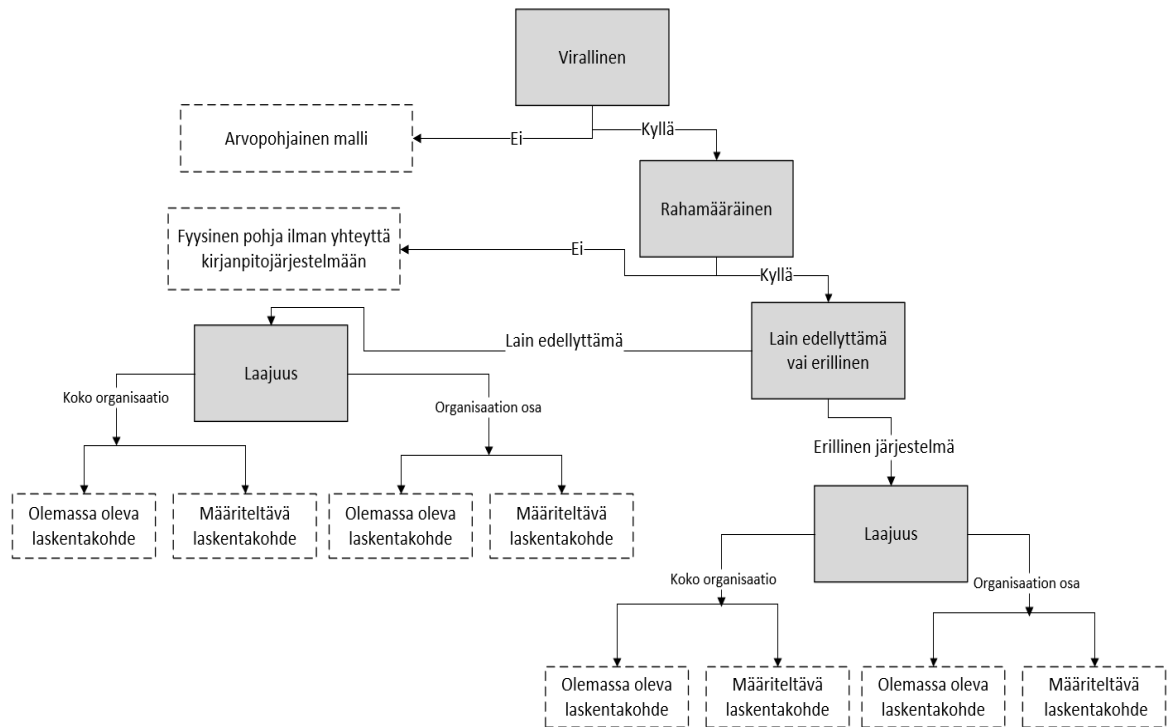 Virallinen
Arvopohjainen malli
Ei
Kyllä
Rahamääräinen
Fyysinen pohja ilman yhteyttä
kirjanpitojärjestelmään
Ei
Kyllä
Lain edellyttämä
vai erillinen
Lain edellyttämä
Laajuus
Koko organisaatio
Organisaation osa
Erillinen järjestelmä
Olemassa oleva
laskentakohde
Määriteltävä
laskentakohde
Olemassa oleva
laskentakohde
Määriteltävä
laskentakohde
Laajuus
Koko organisaatio
Organisaation osa
Olemassa oleva
laskentakohde
Määriteltävä
laskentakohde
Olemassa oleva
laskentakohde
Määriteltävä
laskentakohde